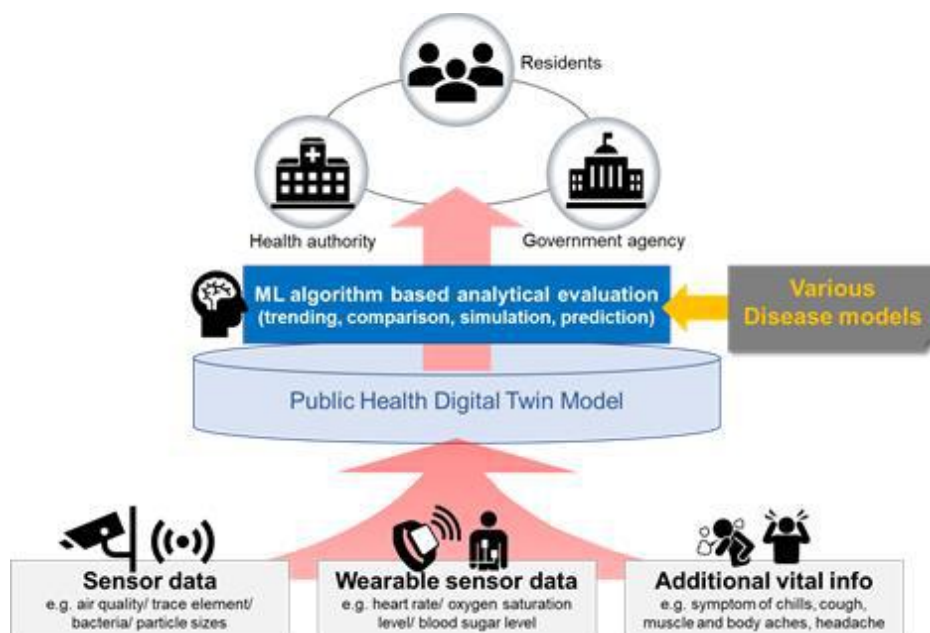 Residents
Health authority
Government agency
ML algorithm based analytical evaluation
(trending, comparison, simulation, prediction)
Various
Disease models
Public Health Digital Twin Model
Sensor data
e.g. air quality/ trace element/
bacteria/ particle sizes
Wearable sensor data
e.g. heart rate/ oxygen saturation
level/ blood sugar level
Additional vital info
e.g. symptom of chills, cough,
muscle and body aches, headache